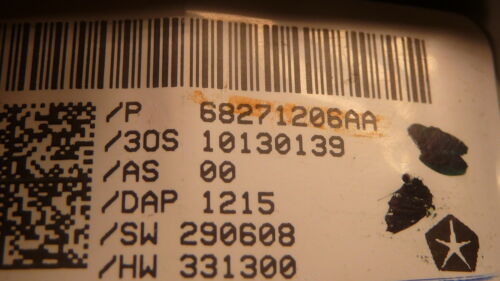 /P 68271206AA
/3OS 10130139
/AS 00
/DAP 1215
/SW 290608
/HW 331300